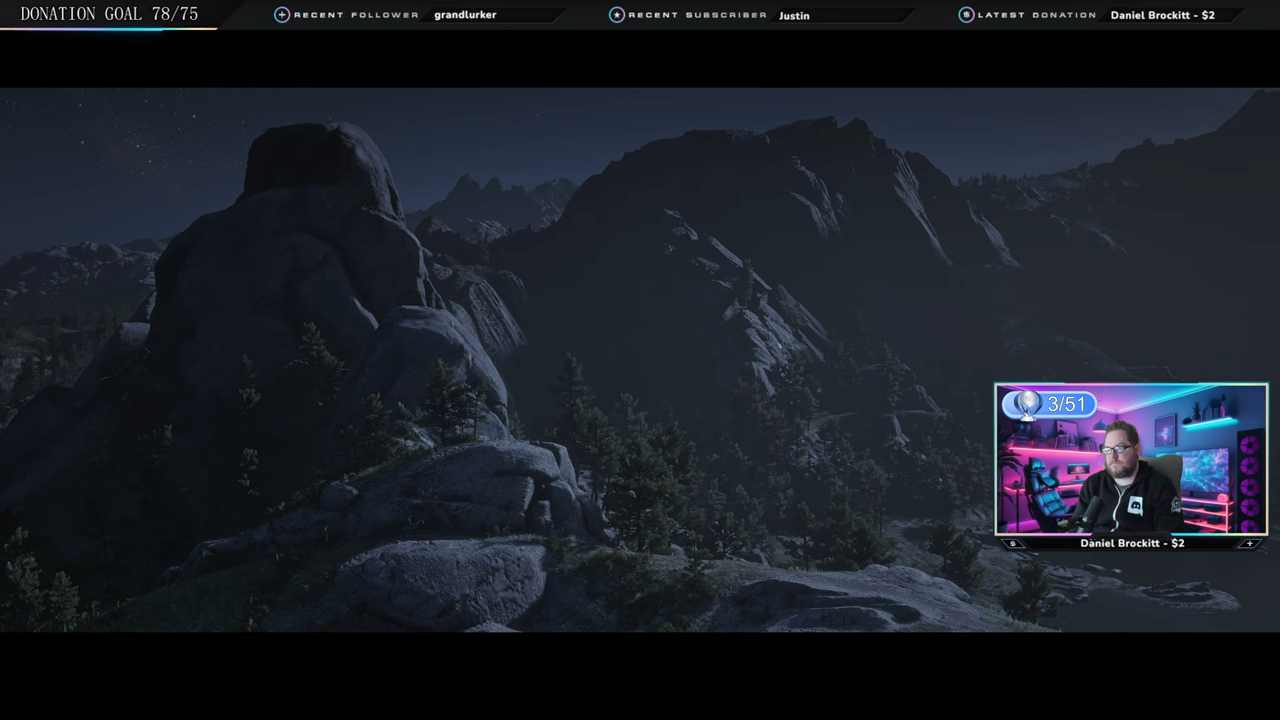 DONATION GOAL 78/75
RECENT FOLLOWER grandlurker
RECENT SUBSCRIBER Justin
LATEST DONATION Daniel Brockitt - $2
3/51
Daniel Brockitt - $2